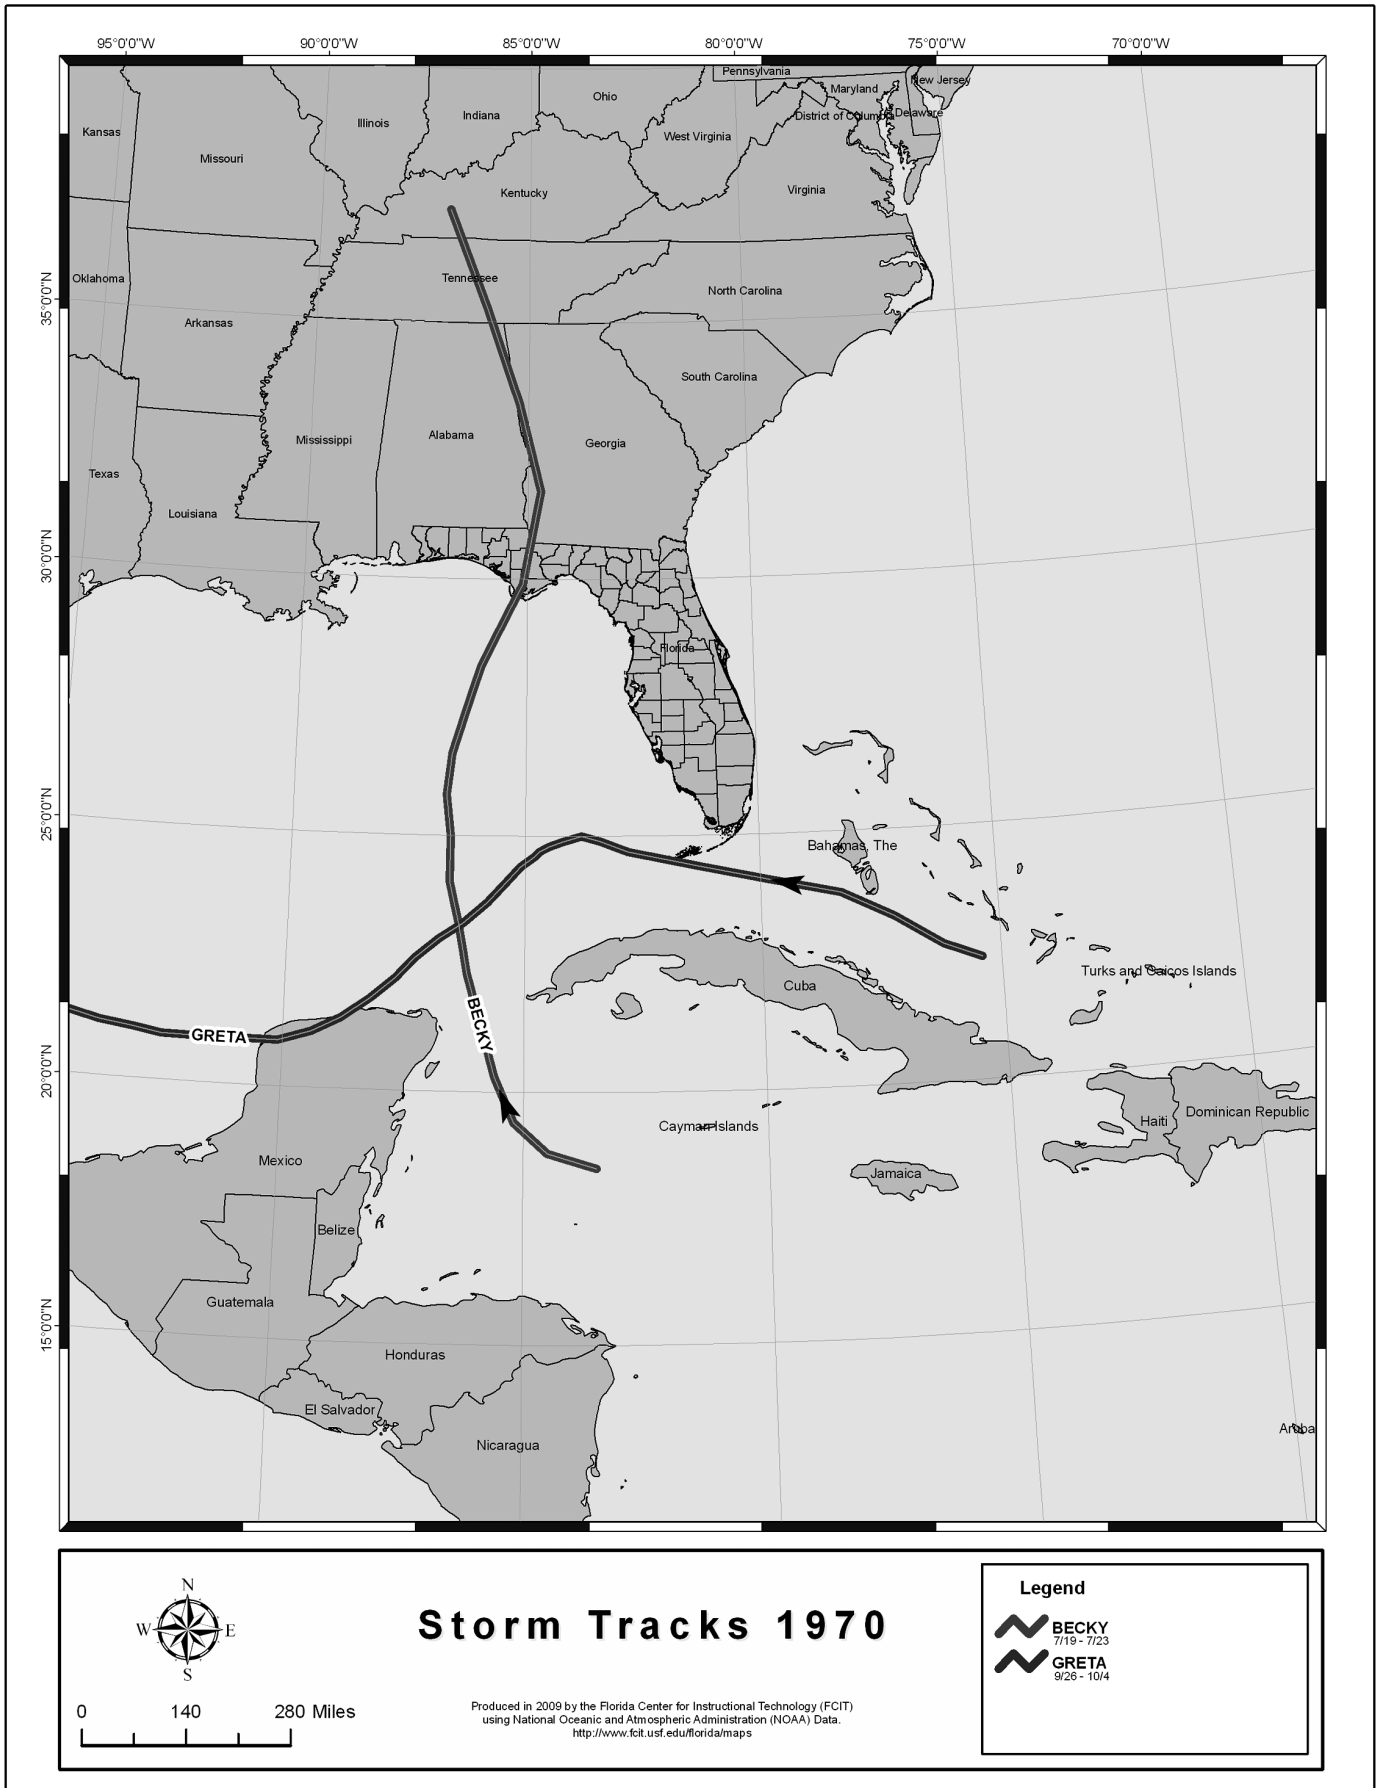 95°0'0"W
90°0'0"W
85°0'0"W
80°0'0"W
75°0'0"W
70°0'0"W
Pennsylvania
New Jersey
Maryland
Ohio
Delaware
District of Columbia
Indiana
Illinois
Kansas
West Virginia
Missouri
Virginia
Kentucky
Oklahoma
Tennessee
35°0'0"N
North Carolina
Arkansas
South Carolina
Alabama
Mississippi
Georgia
Texas
Louisiana
30°0'0"N
Florida
25°0'0"N
Bahamas, The
Turks and Caicos Islands
Cuba
BECKY
GRETA
20°0'0"N
Dominican Republic
Haiti
Cayman Islands
Mexico
Jamaica
Belize
Guatemala
15°0'0"N
Honduras
El Salvador
Aruba
Nicaragua
N
W
E
S
0 140 280 Miles
Storm Tracks 1970
Produced in 2009 by the Florida Center for Instructional Technology (FCIT)
using National Oceanic and Atmospheric Administration (NOAA) Data.
http://www.fcit.usf.edu/florida/maps
Legend
BECKY
7/19 - 7/23
GRETA
9/26 - 10/4